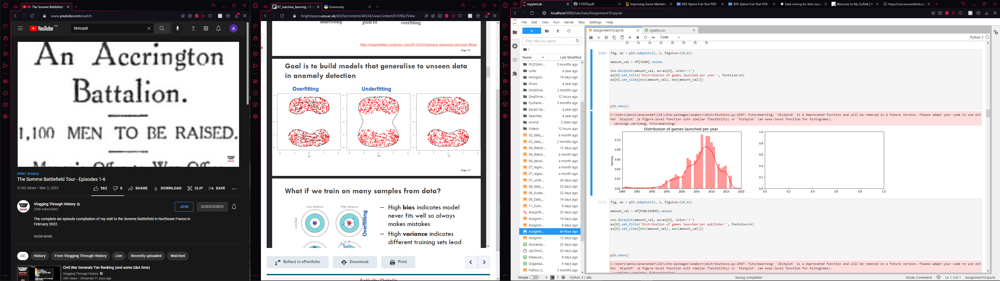 The Somme Battlefield
www.youtube.com/watch
YouTube GB
timcast
A
An Accrington
Battalion.
1,100 MEN TO BE RAISED.
#WW1 #History
The Somme Battlefield Tour - Episodes 1-6
3,162 views • Mar 2, 2022
562
0
SHARE
DOWNLOAD
CLIP
SAVE
Vlogging Through History
256K subscribers
JOIN
SUBSCRIBED
The complete six episode compliation of my visit to the Somme Battlefield in Northeast France in
February 2022.
SHOW MORE
All
History
From Vlogging Through History
Live
Recently uploaded
Watched
Civil War Generals Tier Ranking (and some Q&A time)
Vlogging Through History
34K views • Streamed 11 days ago
07_machine_learning - 1 -
Grammarly
brightspace.uos.ac.uk/d2l/le/content/44534/viewContent/615962/View
underfitting
good fit
overfitting
https://shapeofdata.wordpress.com/2013/03/26/general-regression-and-over-fitting/
Page 15
Goal is to build models that generalise to unseen data
in anomaly detection
Overfitting
Underfitting
(a)
(b)
(c)
Page 16
What if we train on many samples from data?
Low Variance
High Variance
Low Bias
Overfitting
– High bias indicates model
never fits well so always
makes mistakes
– High variance indicates
different training sets lead
Reflect in ePortfolio
Download
Print
Activity Details
JupyterLab
175078.pdf
Improving Game Marketing
IEEE Xplore Full-Text PDF:
IEEE Xplore Full-Text PDF:
Data mining for item recom
Welcome to My Suffolk | M
https://uos.on.worldcat.org
localhost:8888/lab/tree/Assignment10.ipynb
File
Edit
View
Run
Kernel
Tabs
Settings
Help
Filter files by name
/
Name
Last Modified
IPLDSAM... 5 months ago
Links a year ago
mongod... 16 days ago
Music a year ago
OneDrive 2 months ago
OneDrive... 12 hours ago
Pycharm... 5 months ago
Saved Ga... a year ago
Searches a year ago
source 2 years ago
Videos 12 hours ago
03_data_... a month ago
03_data_... 2 months ago
04_Statist... 12 days ago
04_Statist... a month ago
06_decisi... a month ago
07_regre... a month ago
07_regre... a month ago
07_unstr... 24 days ago
08_data_... 23 days ago
09_cluste... 22 days ago
09_Data_... 14 days ago
11_Sum... 9 days ago
AraujoRi... 20 days ago
Assignm... 14 days ago
Assignm... 9 days ago
Assignm... an hour ago
Assignm... 12 days ago
Groceries... 23 days ago
JayChoiC... 20 days ago
Measure... 9 days ago
Organisa... 9 days ago
Python_t... 5 months ago
Assignment10.ipynb
vgsales.csv
Code
Python 3
[16]:
fig, ax = plt.subplots(1, 2, figsize=(18,4))
amount_val = df[YEAR].values
sns.distplot(amount_val, ax=ax[0], color='r')
ax[0].set_title('Distribution of games launched per year ', fontsize=14)
ax[0].set_xlim([min(amount_val), max(amount_val)])
plt.show()
C:\Users\denis\anaconda3\lib\site-packages\seaborn\distributions.py:2557: FutureWarning: `distplot` is a deprecated function and will be removed in a future version. Please adapt your code to use eit
her `displot` (a figure-level function with similar flexibility) or `histplot` (an axes-level function for histograms).
warnings.warn(msg, FutureWarning)
Distribution of games launched per year
Density
0.10
0.08
0.06
0.04
0.02
0.00
1980 1985 1990 1995 2000 2005 2010 2015 2020
1.0
0.8
0.6
0.4
0.2
0.0
0.0 0.2 0.4 0.6 0.8 1.0
[17]:
fig, ax = plt.subplots(1, 2, figsize=(18,4))
amount_val = df[PUBLISHER].values
sns.distplot(amount_val, ax=ax[0], color='r')
ax[0].set_title('Distribution of games launched per publisher ', fontsize=14)
ax[0].set_xlim([min(amount_val), max(amount_val)])
plt.show()
C:\Users\denis\anaconda3\lib\site-packages\seaborn\distributions.py:2557: FutureWarning: `distplot` is a deprecated function and will be removed in a future version. Please adapt your code to use eit
her `displot` (a figure-level function with similar flexibility) or `histplot` (an axes-level function for histograms).
Simple
0
1
Python 3 | Idle
Saving completed
Mode: Command
Ln 1, Col 1
Assignment10.ipynb